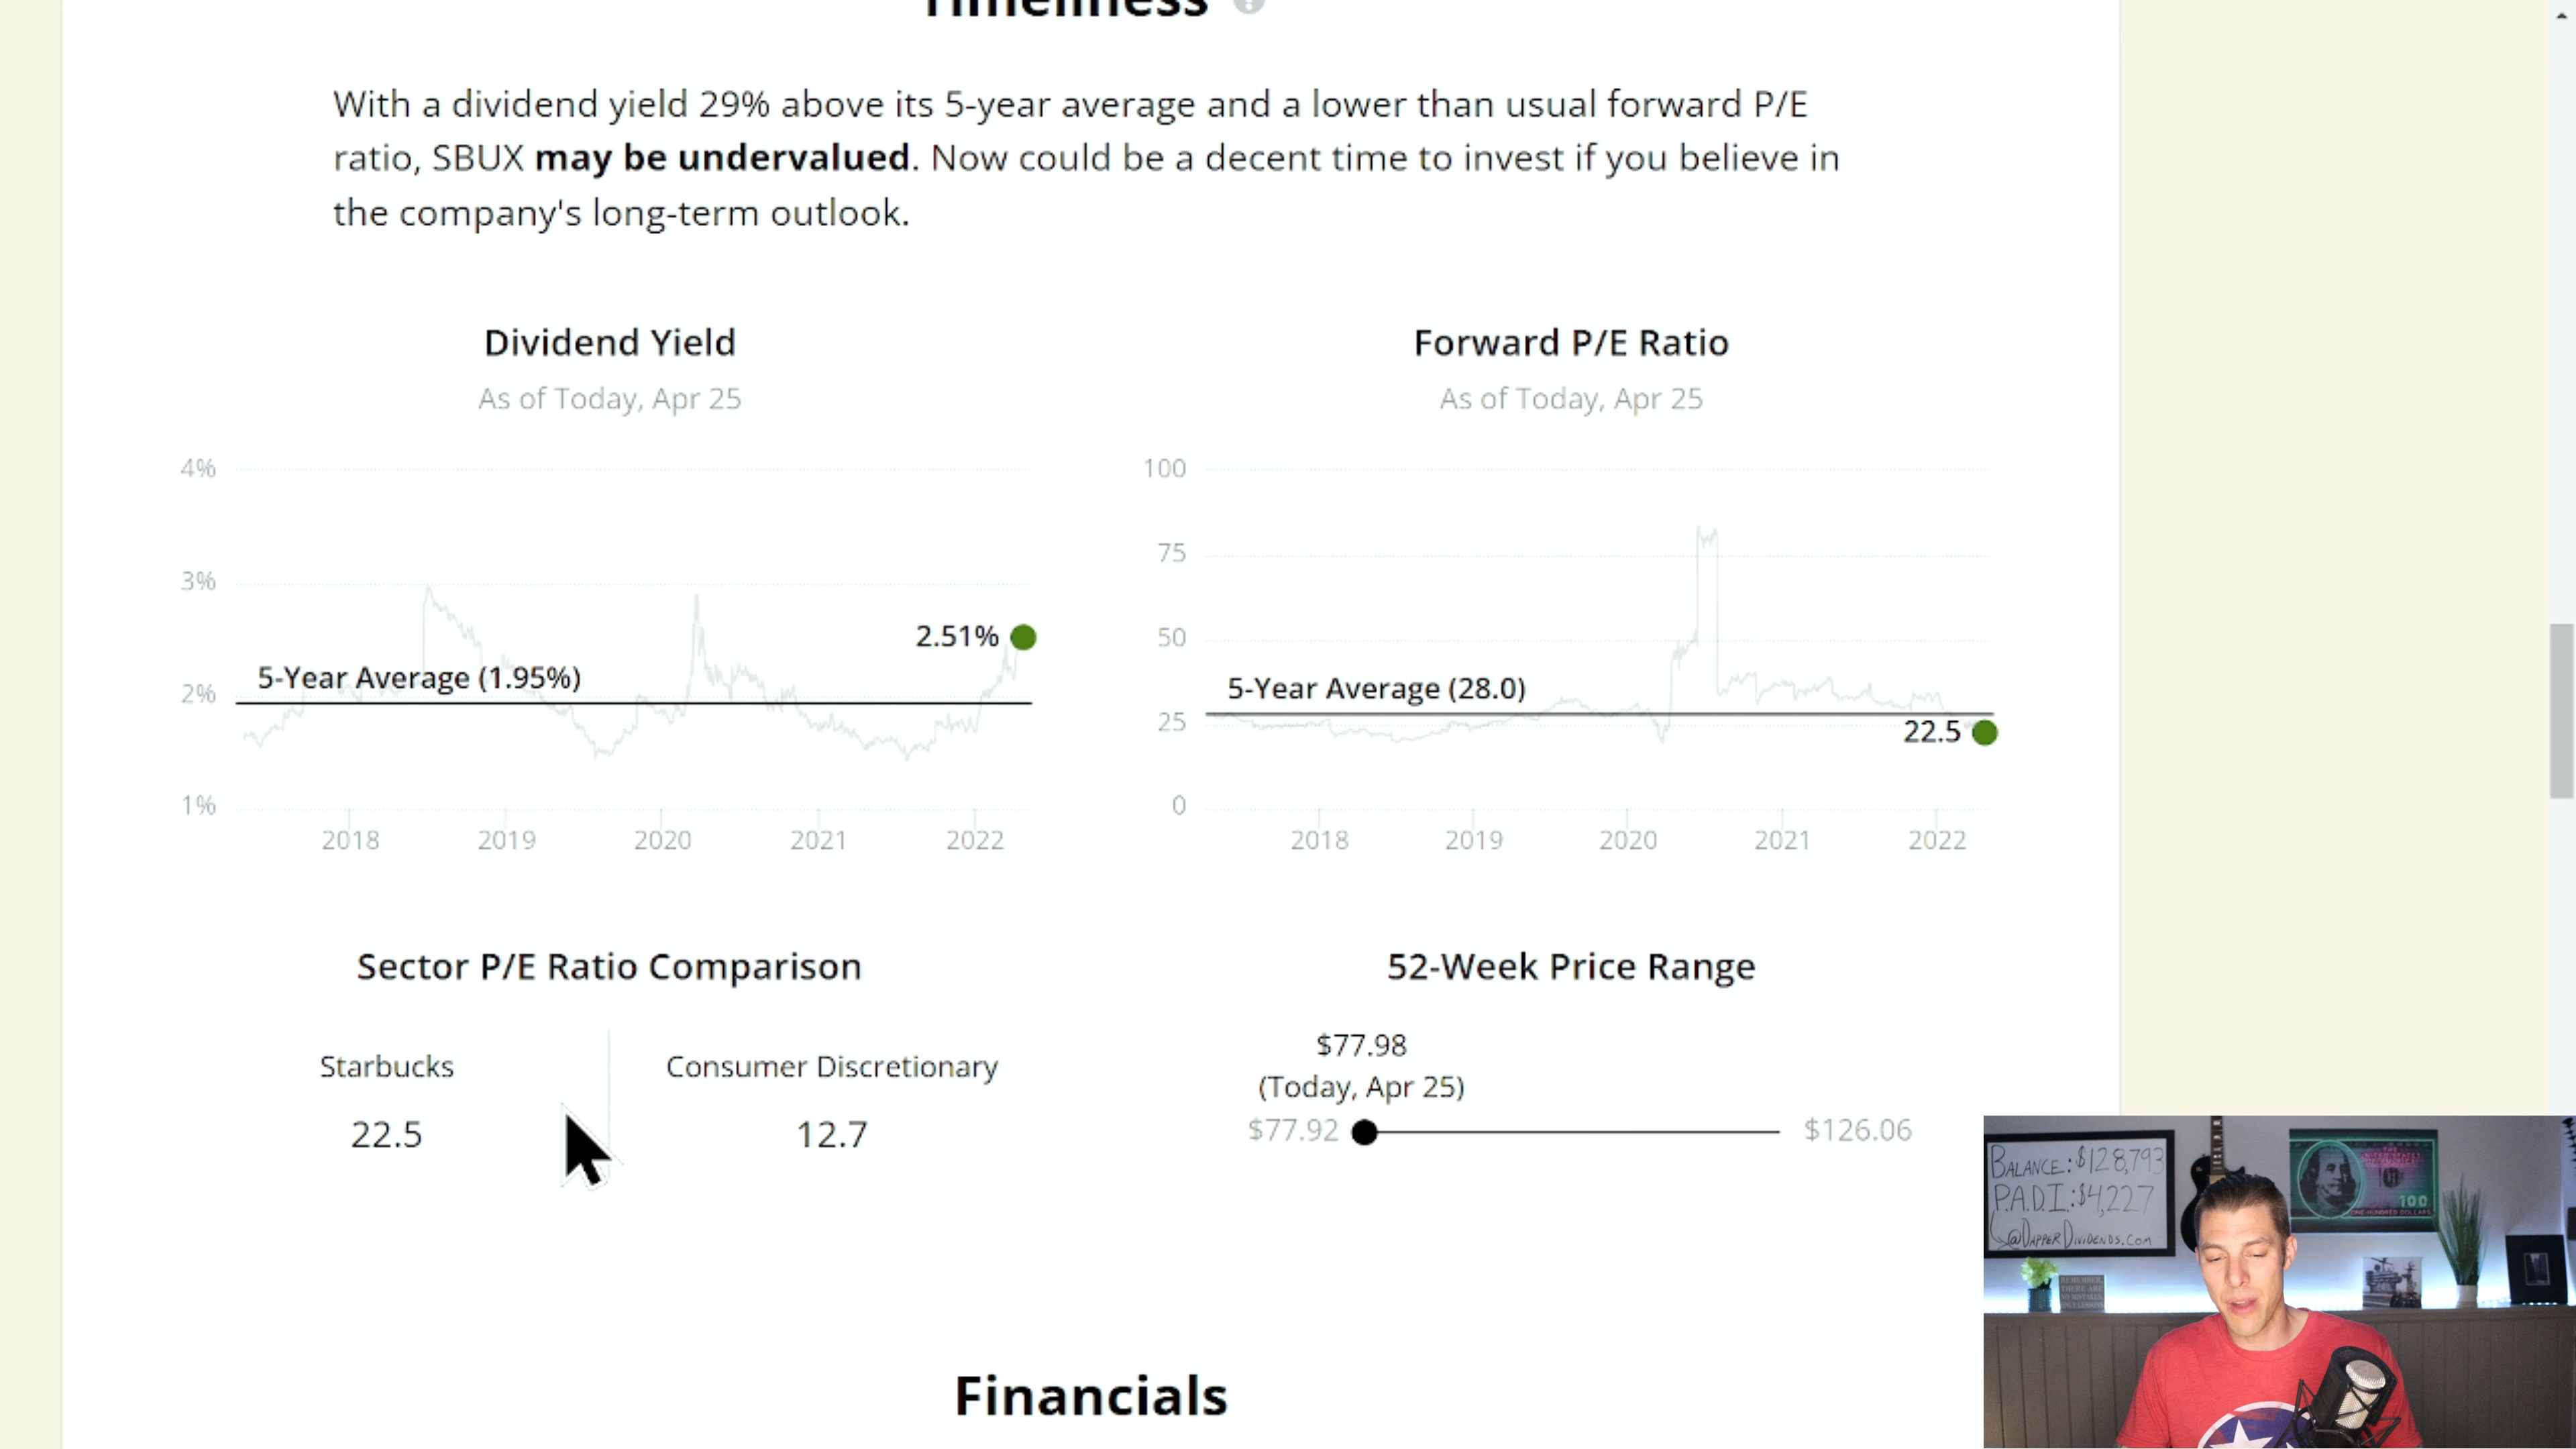 Timeliness
With a dividend yield 29% above its 5-year average and a lower than usual forward P/E
ratio, SBUX may be undervalued. Now could be a decent time to invest if you believe in
the company's long-term outlook.
Dividend Yield
As of Today, Apr 25
4%
3%
2%
1%
2.51%
5-Year Average (1.95%)
2018 2019 2020 2021 2022
Forward P/E Ratio
As of Today, Apr 25
100
75
50
25
0
5-Year Average (28.0)
22.5
2018 2019 2020 2021 2022
Sector P/E Ratio Comparison
Starbucks
22.5
Consumer Discretionary
12.7
52-Week Price Range
$77.98
(Today, Apr 25)
$77.92
$126.06
Financials
BALANCE: $128,793
P.A.D.I.: $4,227
@DAPPERDIVIDENDS.COM
100